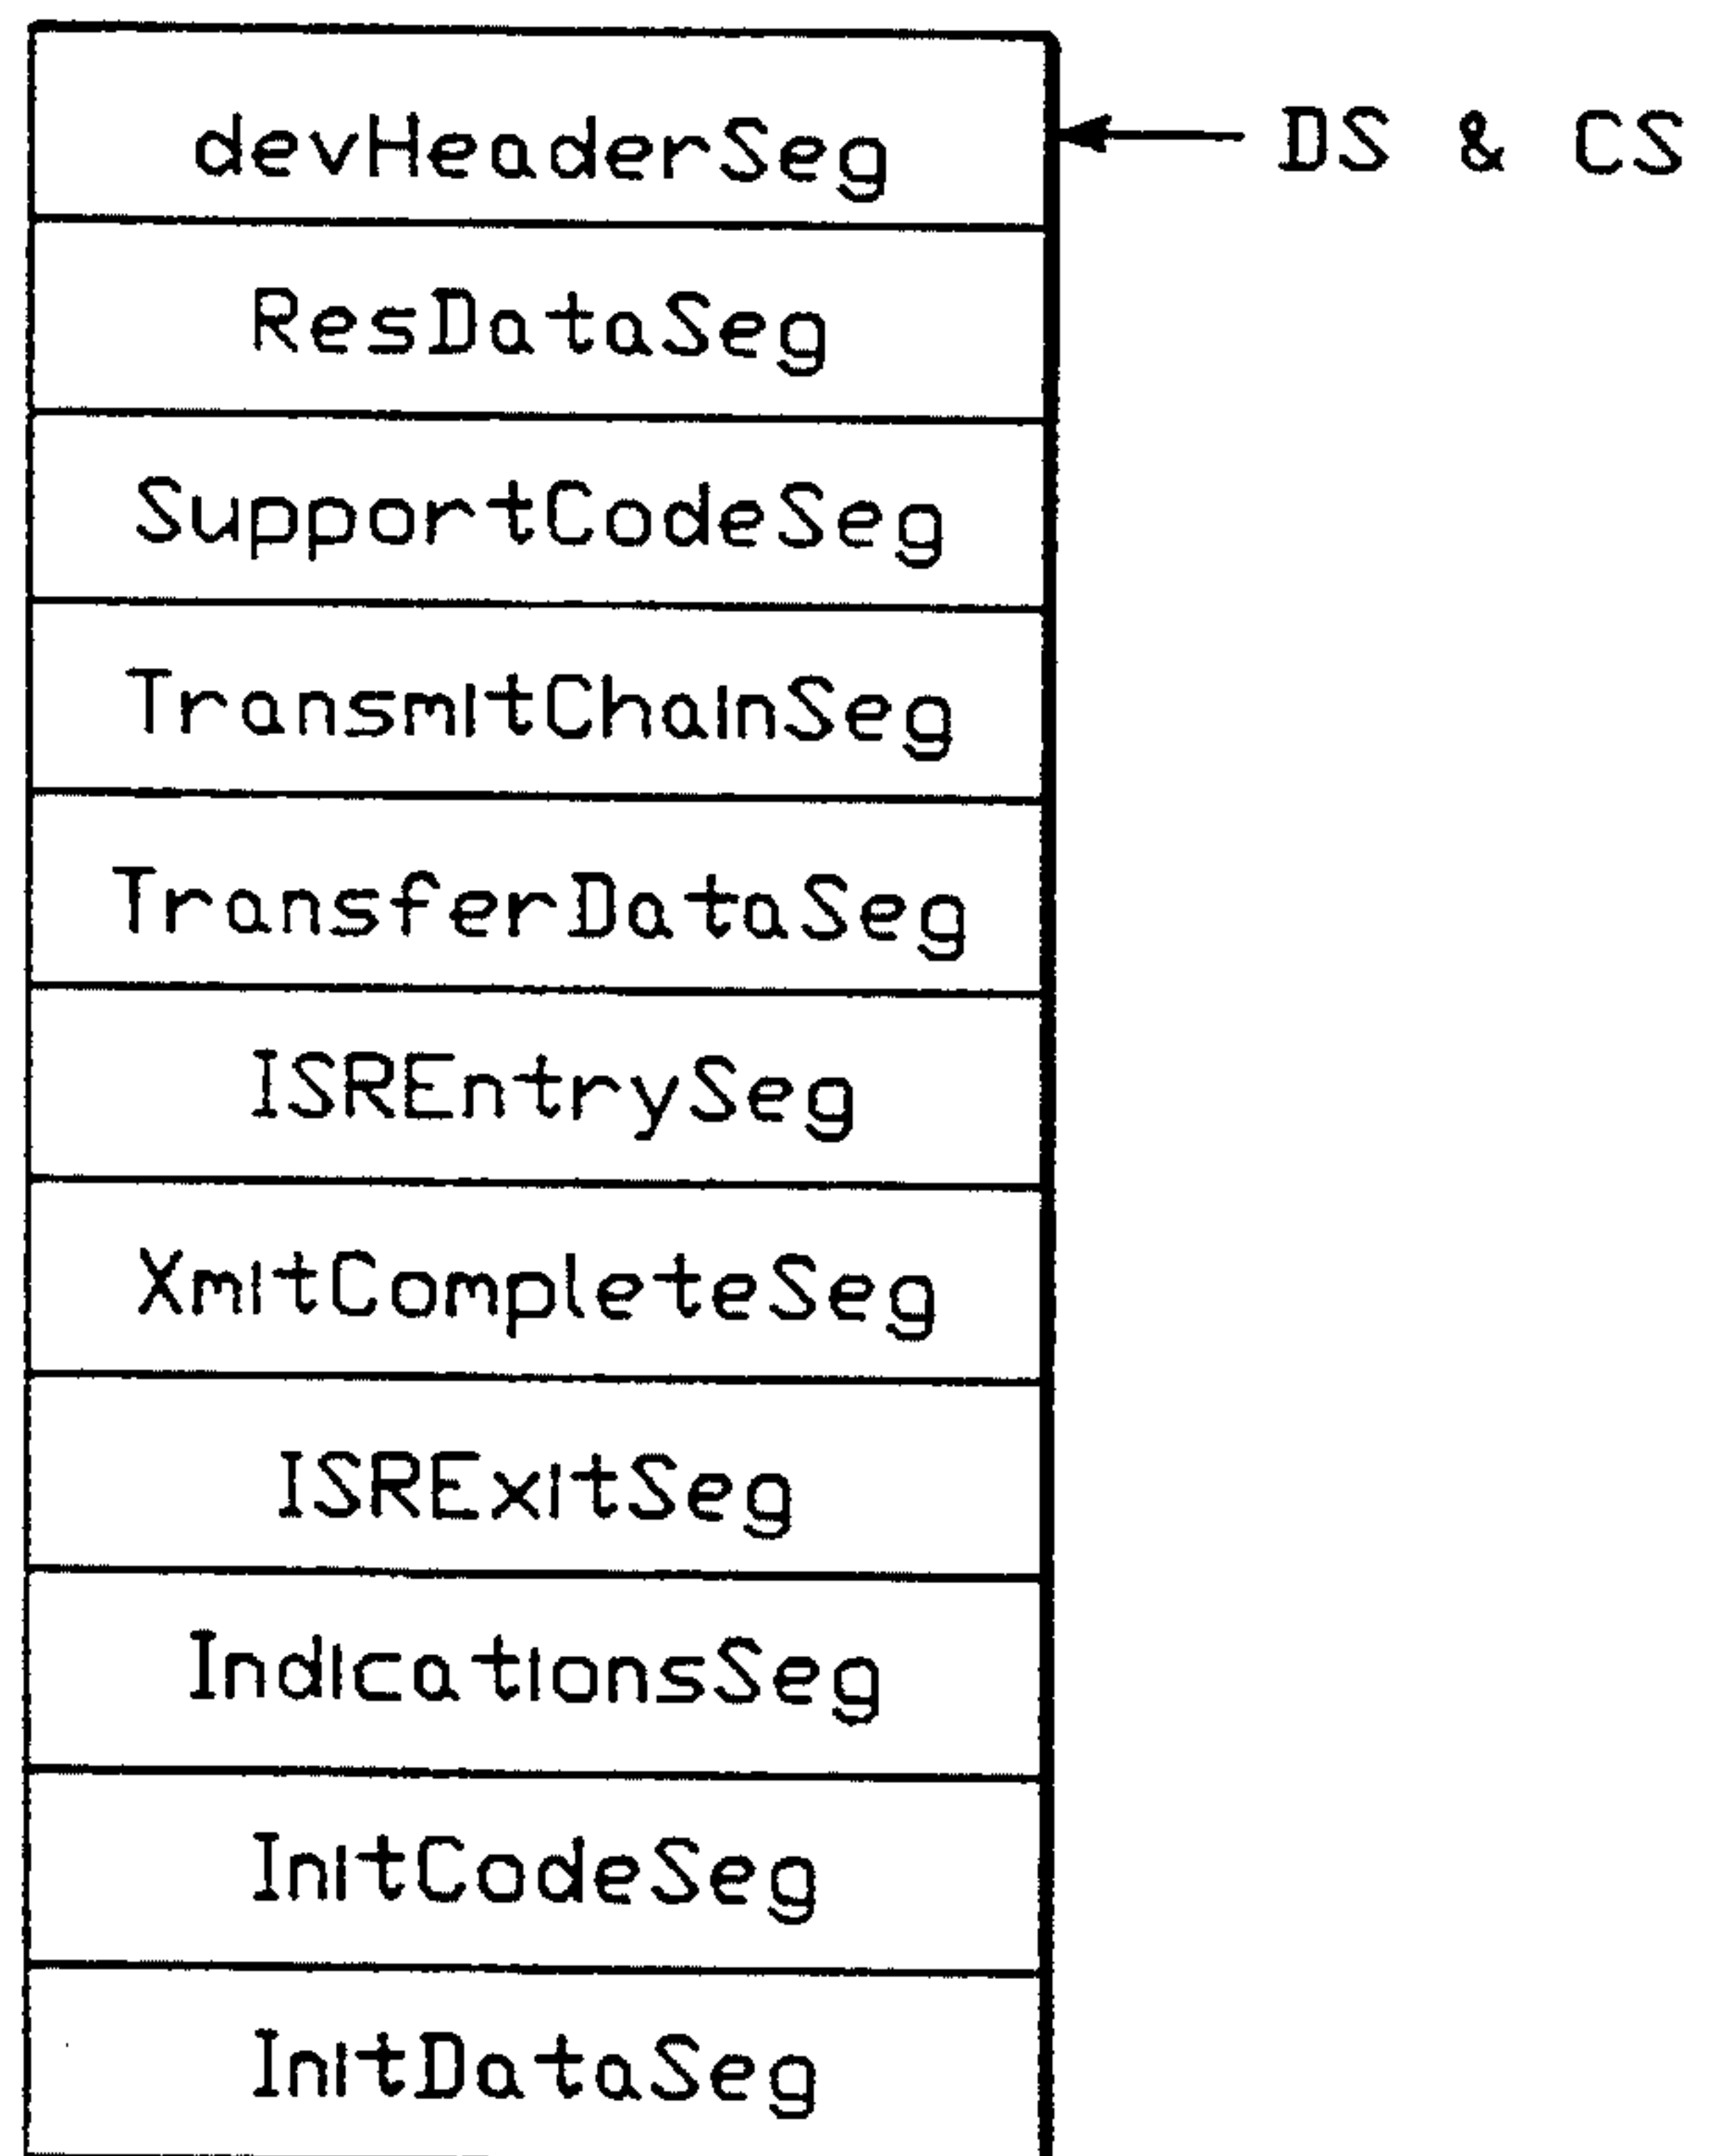 devHeaderSeg
DS & CS
ResDataSeg
SupportCodeSeg
TransmitChainSeg
TransferDataSeg
ISREntrySeg
XmitCompleteSeg
ISRExitSeg
IndicationsSeg
InitCodeSeg
InitDataSeg